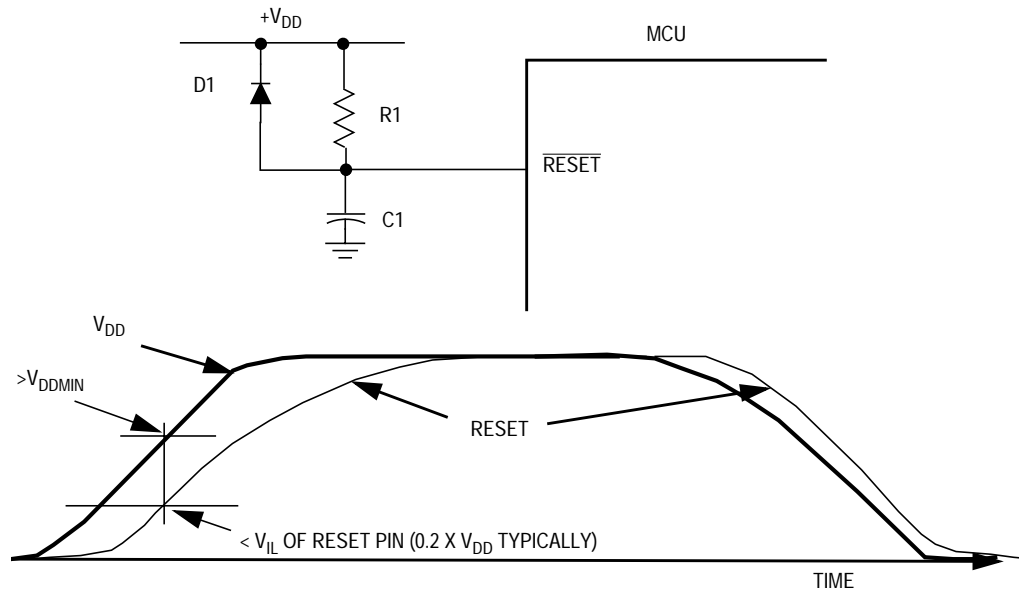 +VDD
MCU
D1
R1
RESET
C1
VDD
>VDDMIN
RESET
< VIL OF RESET PIN (0.2 X VDD TYPICALLY)
TIME